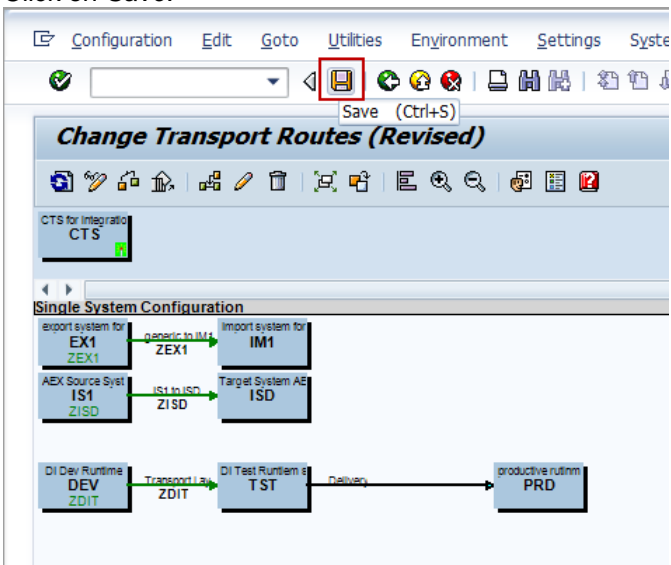 Click on Save.
Configuration Edit Goto Utilities Environment Settings Syste
Save (Ctrl+S)
Change Transport Routes (Revised)
CTS for Integratio
CTS
Single System Configuration
export system for generic to IM1 Import system for
EX1 ZEX1 IM1
ZEX1
AEX Source Syst IS1 to ISD Target System AE
IS1 ZISD ISD
ZISD
DI Dev Runtime Transport Lay DI Test Runtiem s Delivery productive rutinm
DEV ZDIT TST PRD
ZDIT